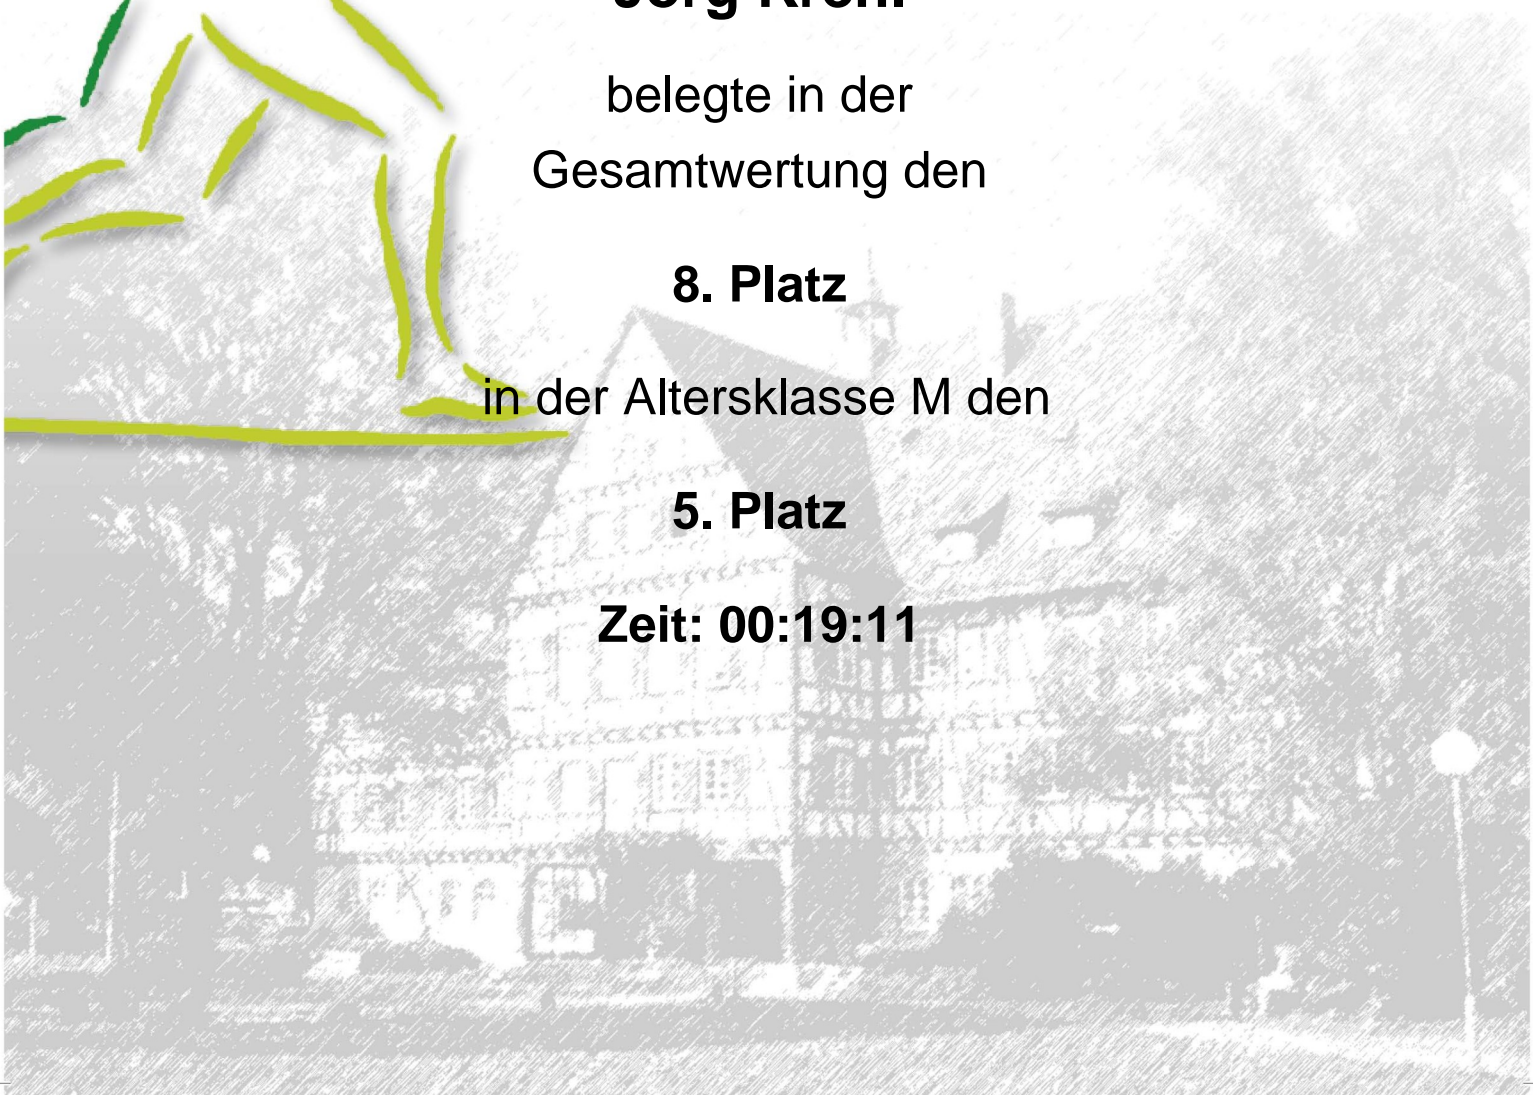 belegte in der
Gesamtwertung den
8. Platz
in der Altersklasse M den
5. Platz
Zeit: 00:19:11